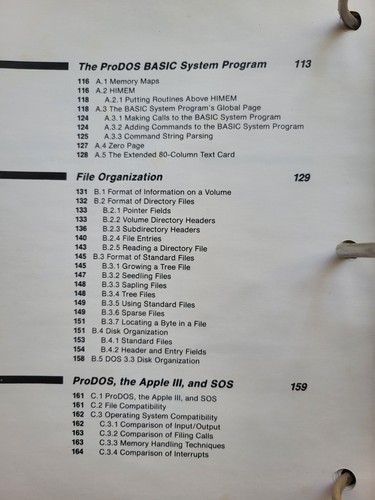 The ProDOS BASIC System Program 113
116 A.1 Memory Maps
116 A.2 HIMEM
118 A.2.1 Putting Routines Above HIMEM
118 A.3 The BASIC System Program's Global Page
124 A.3.1 Making Calls to the BASIC System Program
124 A.3.2 Adding Commands to the BASIC System Program
125 A.3.3 Command String Parsing
127 A.4 Zero Page
128 A.5 The Extended 80-Column Text Card
File Organization 129
131 B.1 Format of Information on a Volume
132 B.2 Format of Directory Files
133 B.2.1 Pointer Fields
133 B.2.2 Volume Directory Headers
136 B.2.3 Subdirectory Headers
140 B.2.4 File Entries
143 B.2.5 Reading a Directory File
145 B.3 Format of Standard Files
145 B.3.1 Growing a Tree File
147 B.3.2 Seedling Files
148 B.3.3 Sapling Files
148 B.3.4 Tree Files
149 B.3.5 Using Standard Files
149 B.3.6 Sparse Files
151 B.3.7 Locating a Byte in a File
151 B.4 Disk Organization
153 B.4.1 Standard Files
154 B.4.2 Header and Entry Fields
158 B.5 DOS 3.3 Disk Organization
ProDOS, the Apple III, and SOS 159
161 C.1 ProDOS, the Apple III, and SOS
161 C.2 File Compatibility
162 C.3 Operating System Compatibility
162 C.3.1 Comparison of Input/Output
163 C.3.2 Comparison of Filing Calls
163 C.3.3 Memory Handling Techniques
164 C.3.4 Comparison of Interrupts